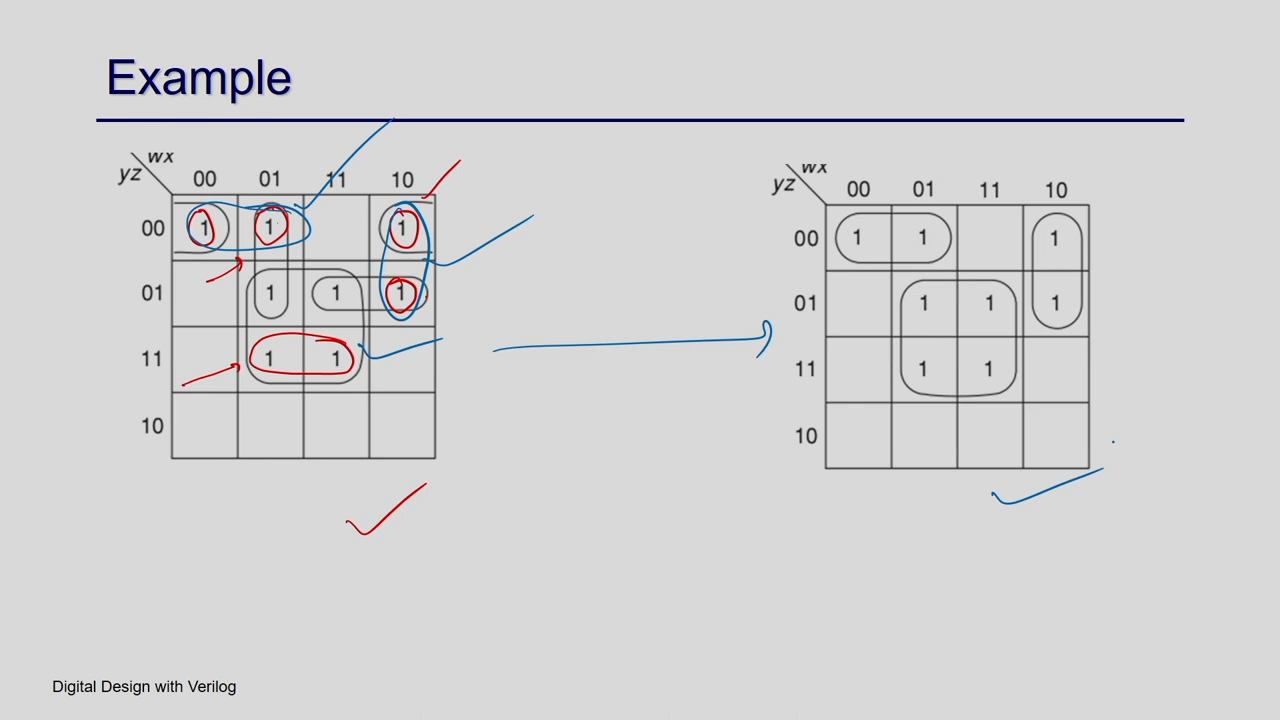 Example
wx wx
yz 00 01 11 10 yz 00 01 11 10
00 1 1 1 00 1 1 1
01 1 1 1 01 1 1 1
11 1 1 11 1 1
10 10
Digital Design with Verilog